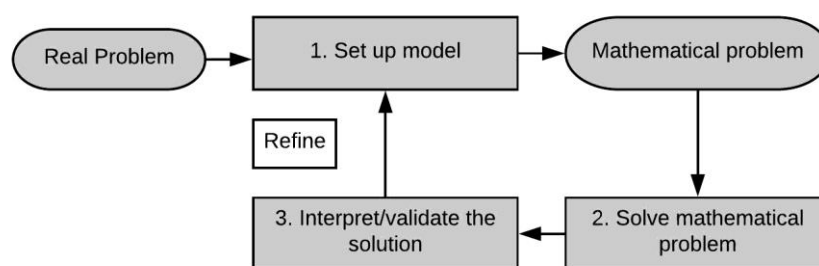 Real Problem
1. Set up model
Mathematical problem
Refine
3. Interpret/validate the
solution
2. Solve mathematical
problem